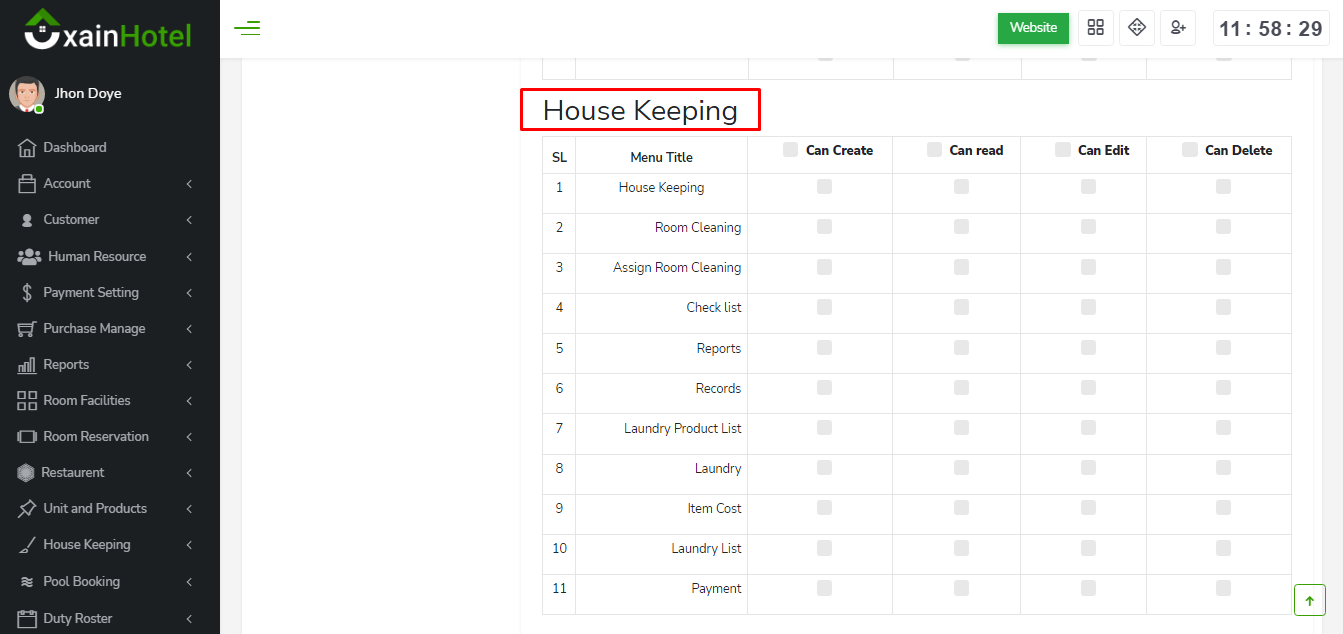 xainHotel
Website
11 : 58 : 29
Jhon Doye
Dashboard
Account
Customer
Human Resource
Payment Setting
Purchase Manage
Reports
Room Facilities
Room Reservation
Restaurent
Unit and Products
House Keeping
Pool Booking
Duty Roster
House Keeping
SL Menu Title Can Create Can read Can Edit Can Delete
1 House Keeping
2 Room Cleaning
3 Assign Room Cleaning
4 Check list
5 Reports
6 Records
7 Laundry Product List
8 Laundry
9 Item Cost
10 Laundry List
11 Payment